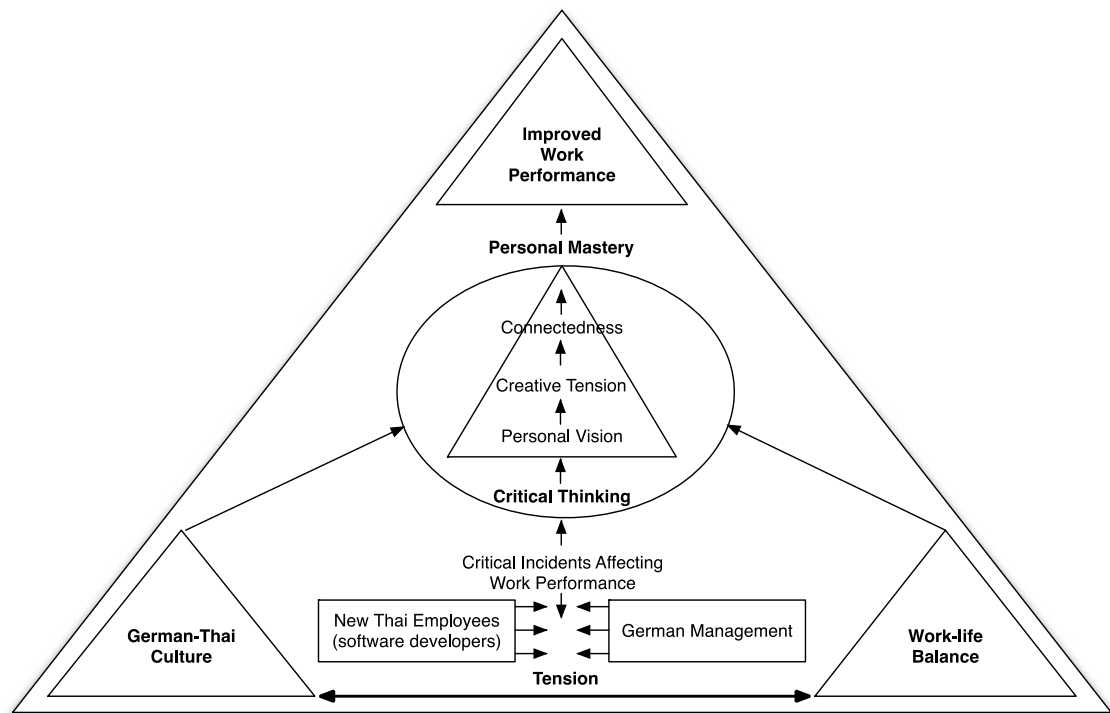 Improved
Work
Performance
Personal Mastery
Connectedness
Creative Tension
Personal Vision
Critical Thinking
Critical Incidents Affecting
Work Performance
New Thai Employees
(software developers)
German Management
German-Thai
Culture
Work-life
Balance
Tension